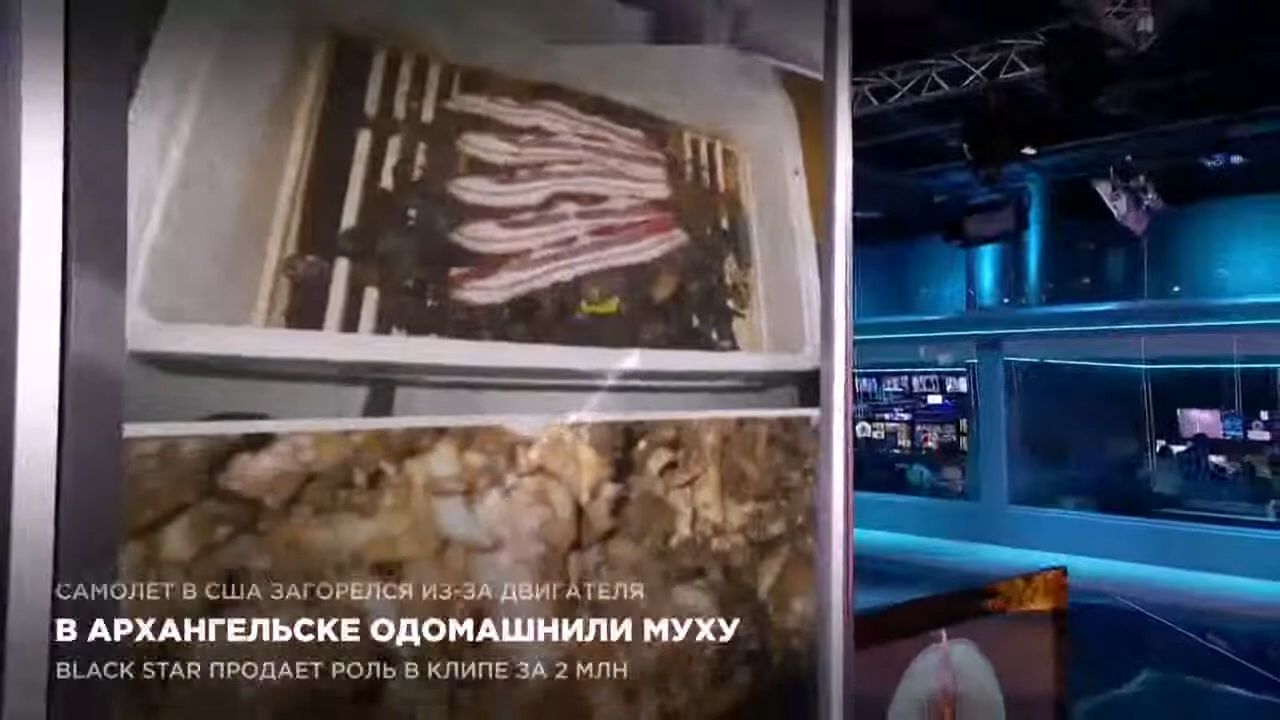 САМОЛЕТ В США ЗАГОРЕЛСЯ ИЗ-ЗА ДВИГАТЕЛЯ
В АРХАНГЕЛЬСКЕ ОДОМАШНИЛИ МУХУ
BLACK STAR ПРОДАЕТ РОЛЬ В КЛИПЕ ЗА 2 МЛН